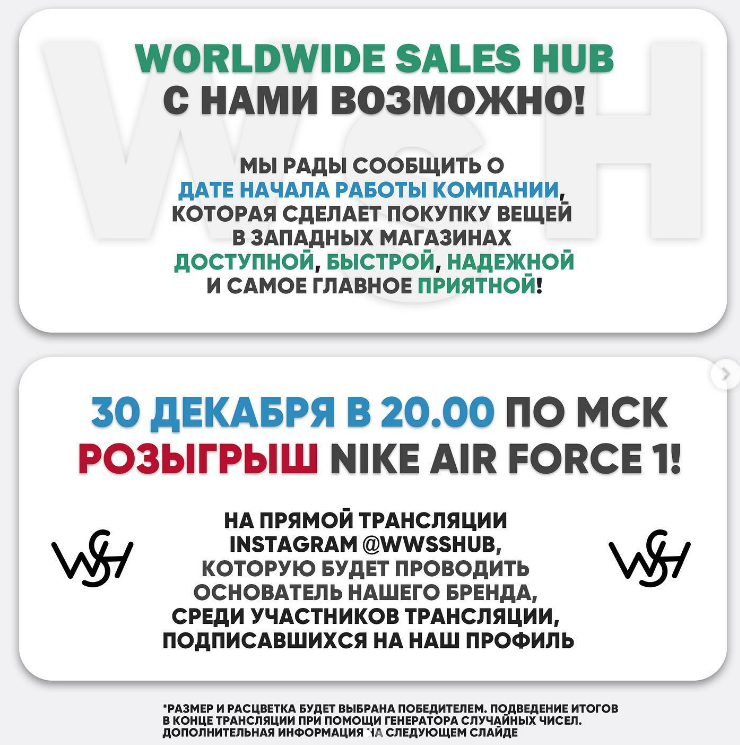 WORLDWIDE SALES HUB
С НАМИ ВОЗМОЖНО!
МЫ РАДЫ СООБЩИТЬ О
ДАТЕ НАЧАЛА РАБОТЫ КОМПАНИИ,
КОТОРАЯ СДЕЛАЕТ ПОКУПКУ ВЕЩЕЙ
В ЗАПАДНЫХ МАГАЗИНАХ
ДОСТУПНОЙ, БЫСТРОЙ, НАДЕЖНОЙ
И САМОЕ ГЛАВНОЕ ПРИЯТНОЙ!
30 ДЕКАБРЯ В 20.00 ПО МСК
РОЗЫГРЫШ NIKE AIR FORCE 1!
НА ПРЯМОЙ ТРАНСЛЯЦИИ
INSTAGRAM @WWSSHUB,
КОТОРУЮ БУДЕТ ПРОВОДИТЬ
ОСНОВАТЕЛЬ НАШЕГО БРЕНДА,
СРЕДИ УЧАСТНИКОВ ТРАНСЛЯЦИИ,
ПОДПИСАВШИХСЯ НА НАШ ПРОФИЛЬ
WSH
WSH
*РАЗМЕР И РАСЦВЕТКА БУДЕТ ВЫБРАНА ПОБЕДИТЕЛЕМ. ПОДВЕДЕНИЕ ИТОГОВ
В КОНЦЕ ТРАНСЛЯЦИИ ПРИ ПОМОЩИ ГЕНЕРАТОРА СЛУЧАЙНЫХ ЧИСЕЛ.
ДОПОЛНИТЕЛЬНАЯ ИНФОРМАЦИЯ НА СЛЕДУЮЩЕМ СЛАЙДЕ